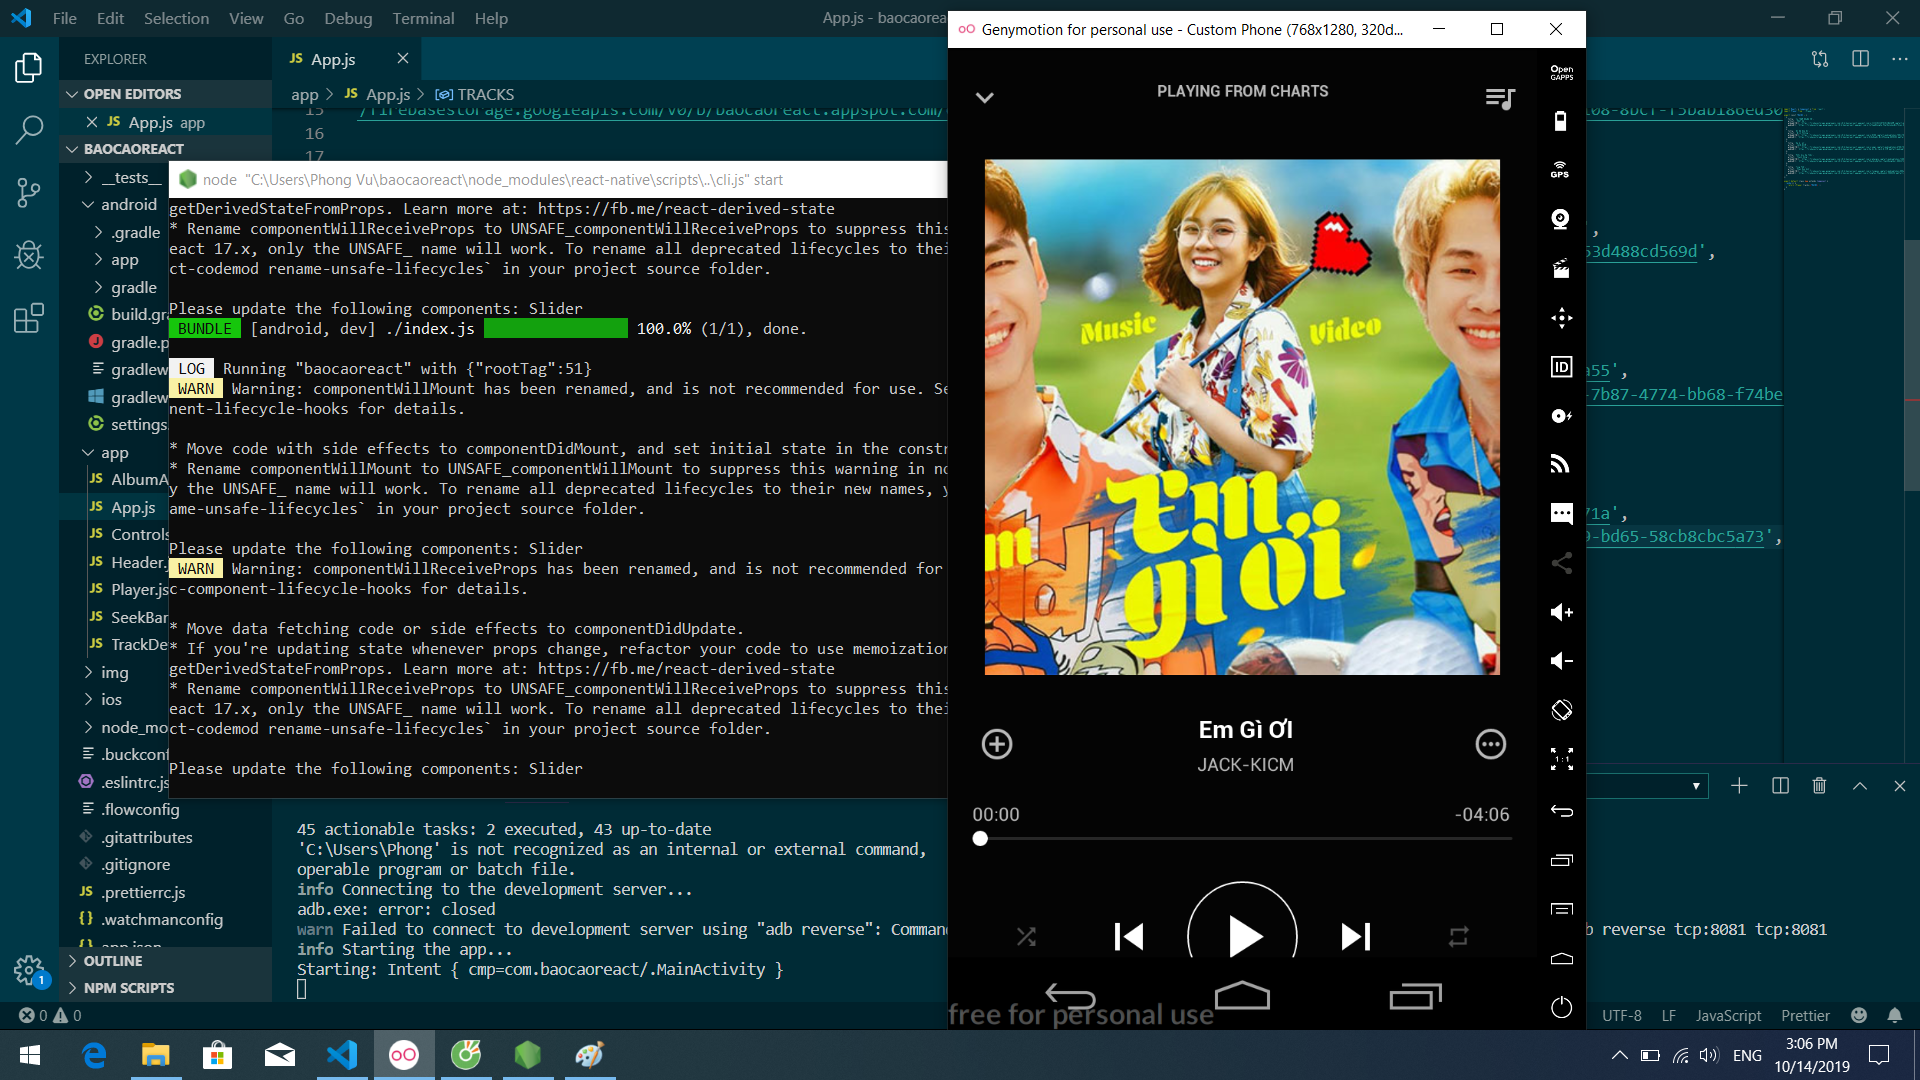 File Edit Selection View Go Debug Terminal Help
App.js - baocaorea
EXPLORER
OPEN EDITORS
JS App.js app
BAOCAOREACT
__tests__
android
.gradle
app
gradle
build.gr
gradle.p
gradlew
gradlew
settings.
app
JS AlbumA
JS App.js
JS Controls
JS Header.
JS Player.js
JS SeekBar
JS TrackDe
img
ios
node_mo
.buckconf
.eslintrc.js
.flowconfig
.gitattributes
.gitignore
JS .prettierrc.js
{} .watchmanconfig
{} app.json
OUTLINE
NPM SCRIPTS
1
0 0
JS App.js
app > JS App.js > TRACKS
15 /firebasestorage.googleapis.com/v0/b/baocaoreact.appspot.com/
16
17
node "C:\Users\Phong Vu\baocaoreact\node_modules\react-native\scripts\..\cli.js" start
getDerivedStateFromProps. Learn more at: https://fb.me/react-derived-state
* Rename componentWillReceiveProps to UNSAFE_componentWillReceiveProps to suppress this
eact 17.x, only the UNSAFE_ name will work. To rename all deprecated lifecycles to thei
ct-codemod rename-unsafe-lifecycles` in your project source folder.
Please update the following components: Slider
BUNDLE [android, dev] ./index.js 100.0% (1/1), done.
LOG Running "baocaoreact" with {"rootTag":51}
WARN Warning: componentWillMount has been renamed, and is not recommended for use. Se
nent-lifecycle-hooks for details.
* Move code with side effects to componentDidMount, and set initial state in the constr
* Rename componentWillMount to UNSAFE_componentWillMount to suppress this warning in no
y the UNSAFE_ name will work. To rename all deprecated lifecycles to their new names, y
ame-unsafe-lifecycles` in your project source folder.
Please update the following components: Slider
WARN Warning: componentWillReceiveProps has been renamed, and is not recommended for
c-component-lifecycle-hooks for details.
* Move data fetching code or side effects to componentDidUpdate.
* If you're updating state whenever props change, refactor your code to use memoization
getDerivedStateFromProps. Learn more at: https://fb.me/react-derived-state
* Rename componentWillReceiveProps to UNSAFE_componentWillReceiveProps to suppress this
eact 17.x, only the UNSAFE_ name will work. To rename all deprecated lifecycles to thei
ct-codemod rename-unsafe-lifecycles` in your project source folder.
Please update the following components: Slider
45 actionable tasks: 2 executed, 43 up-to-date
'C:\Users\Phong' is not recognized as an internal or external command,
operable program or batch file.
info Connecting to the development server...
adb.exe: error: closed
warn Failed to connect to development server using "adb reverse": Comman
info Starting the app...
Starting: Intent { cmp=com.baocaoreact/.MainActivity }
Genymotion for personal use - Custom Phone (768x1280, 320d...
PLAYING FROM CHARTS
Music Video
Em
gì ơi
Em Gì ƠI
JACK-KICM
00:00 -04:06
free for personal use
Open
GAPPS
GPS
ID
1:1
53d488cd569d',
a55',
-7b87-4774-bb68-f74be
71a',
9-bd65-58cb8cbc5a73',
b reverse tcp:8081 tcp:8081
UTF-8 LF JavaScript Prettier
ENG
3:06 PM
10/14/2019